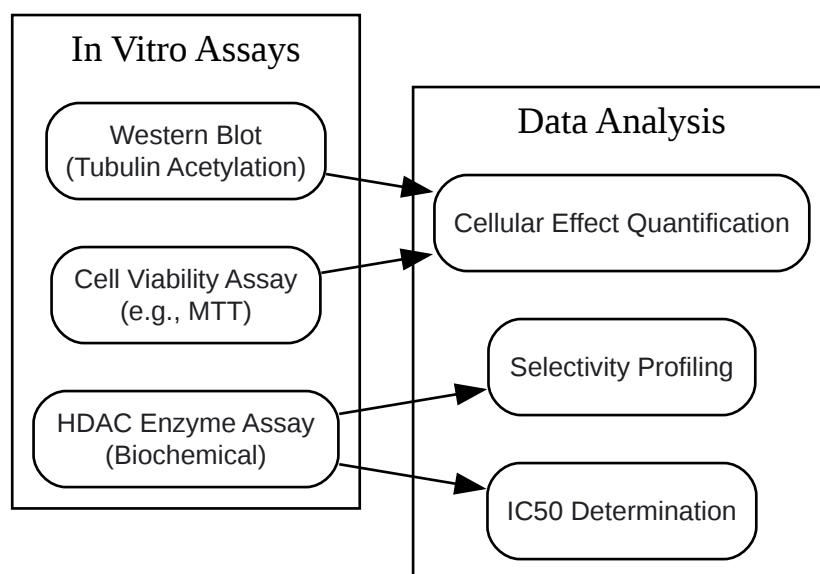 In Vitro Assays
Western Blot
(Tubulin Acetylation)
Cell Viability Assay
(e.g., MTT)
HDAC Enzyme Assay
(Biochemical)
Data Analysis
Cellular Effect Quantification
Selectivity Profiling
IC50 Determination